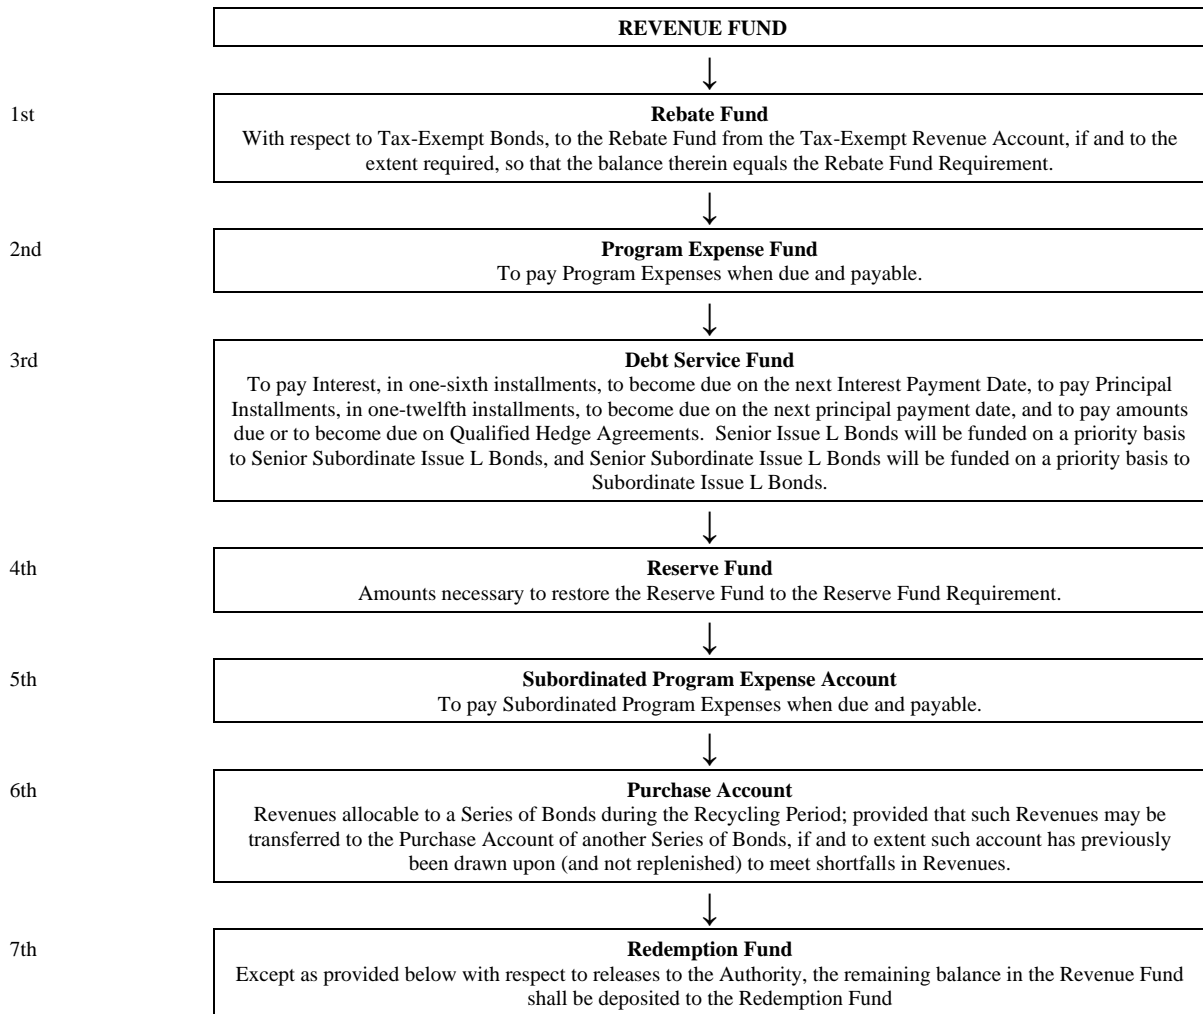 REVENUE FUND
↓
1st
Rebate Fund
With respect to Tax-Exempt Bonds, to the Rebate Fund from the Tax-Exempt Revenue Account, if and to the
extent required, so that the balance therein equals the Rebate Fund Requirement.
↓
2nd
Program Expense Fund
To pay Program Expenses when due and payable.
↓
3rd
Debt Service Fund
To pay Interest, in one-sixth installments, to become due on the next Interest Payment Date, to pay Principal
Installments, in one-twelfth installments, to become due on the next principal payment date, and to pay amounts
due or to become due on Qualified Hedge Agreements. Senior Issue L Bonds will be funded on a priority basis
to Senior Subordinate Issue L Bonds, and Senior Subordinate Issue L Bonds will be funded on a priority basis to
Subordinate Issue L Bonds.
↓
4th
Reserve Fund
Amounts necessary to restore the Reserve Fund to the Reserve Fund Requirement.
↓
5th
Subordinated Program Expense Account
To pay Subordinated Program Expenses when due and payable.
↓
6th
Purchase Account
Revenues allocable to a Series of Bonds during the Recycling Period; provided that such Revenues may be
transferred to the Purchase Account of another Series of Bonds, if and to extent such account has previously
been drawn upon (and not replenished) to meet shortfalls in Revenues.
↓
7th
Redemption Fund
Except as provided below with respect to releases to the Authority, the remaining balance in the Revenue Fund
shall be deposited to the Redemption Fund